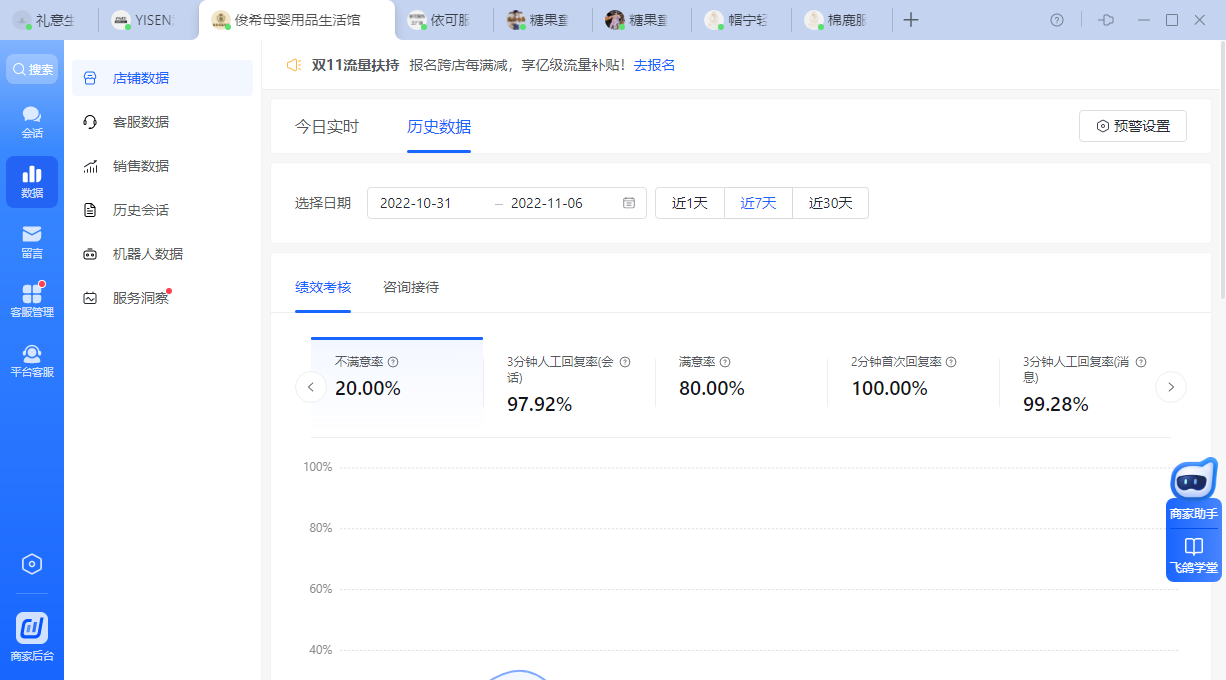 礼意生
YISEN
俊希母婴用品生活馆
依可服
糖果童
糖果童
帽宁轻
棉鹿服
搜索
会话
数据
留言
客服管理
平台客服
商家后台
店铺数据
客服数据
销售数据
历史会话
机器人数据
服务洞察
双11流量扶持 报名跨店每满减，享亿级流量补贴！去报名
今日实时
历史数据
预警设置
选择日期
2022-10-31 – 2022-11-06
近1天
近7天
近30天
绩效考核
咨询接待
不满意率
20.00%
3分钟人工回复率(会
话)
97.92%
满意率
80.00%
2分钟首次回复率
100.00%
3分钟人工回复率(消
息)
99.28%
100%
80%
60%
40%
商家助手
飞鸽学堂